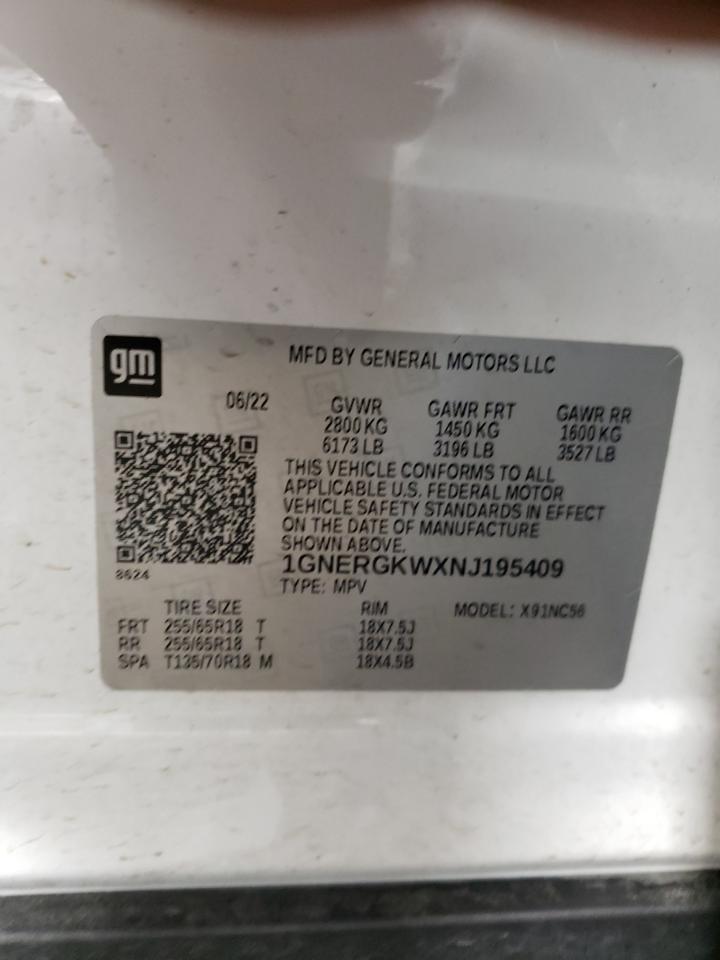 gm
MFD BY GENERAL MOTORS LLC
06/22 GVWR GAWR FRT GAWR RR
2800 KG 1450 KG 1600 KG
6173 LB 3196 LB 3527 LB
THIS VEHICLE CONFORMS TO ALL
APPLICABLE U.S. FEDERAL MOTOR
VEHICLE SAFETY STANDARDS IN EFFECT
ON THE DATE OF MANUFACTURE
SHOWN ABOVE.
8624
1GNERGKWXNJ195409
TYPE: MPV
TIRE SIZE RIM MODEL: X91NC56
FRT 255/65R18 T 18X7.5J
RR 255/65R18 T 18X7.5J
SPA T135/70R18 M 18X4.5B